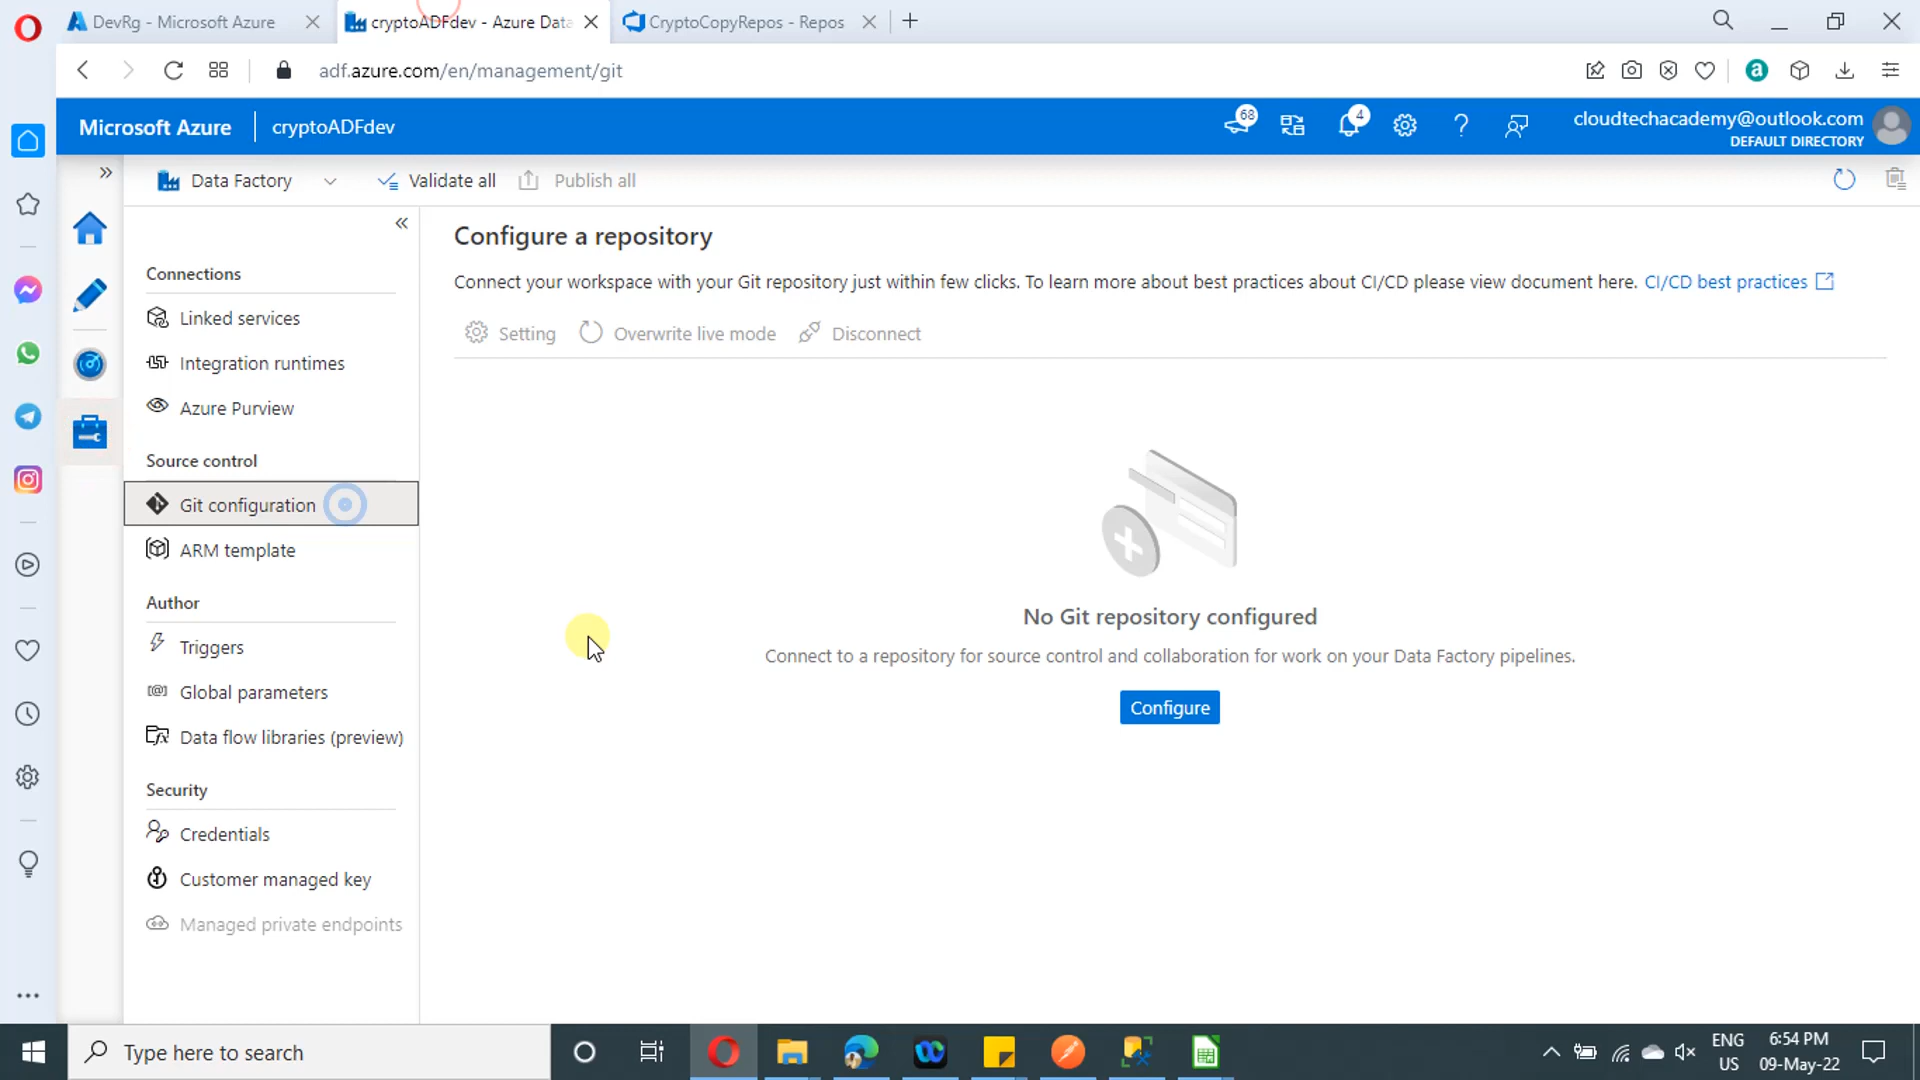 DevRg - Microsoft Azure
cryptoADFdev - Azure Data
CryptoCopyRepos - Repos
adf.azure.com/en/management/git
Microsoft Azure
cryptoADFdev
68
4
cloudtechacademy@outlook.com
DEFAULT DIRECTORY
Data Factory
Validate all
Publish all
Connections
Linked services
Integration runtimes
Azure Purview
Source control
Git configuration
ARM template
Author
Triggers
Global parameters
Data flow libraries (preview)
Security
Credentials
Customer managed key
Managed private endpoints
Configure a repository
Connect your workspace with your Git repository just within few clicks. To learn more about best practices about CI/CD please view document here. CI/CD best practices
Setting
Overwrite live mode
Disconnect
No Git repository configured
Connect to a repository for source control and collaboration for work on your Data Factory pipelines.
Configure
Type here to search
ENG
US
6:54 PM
09-May-22